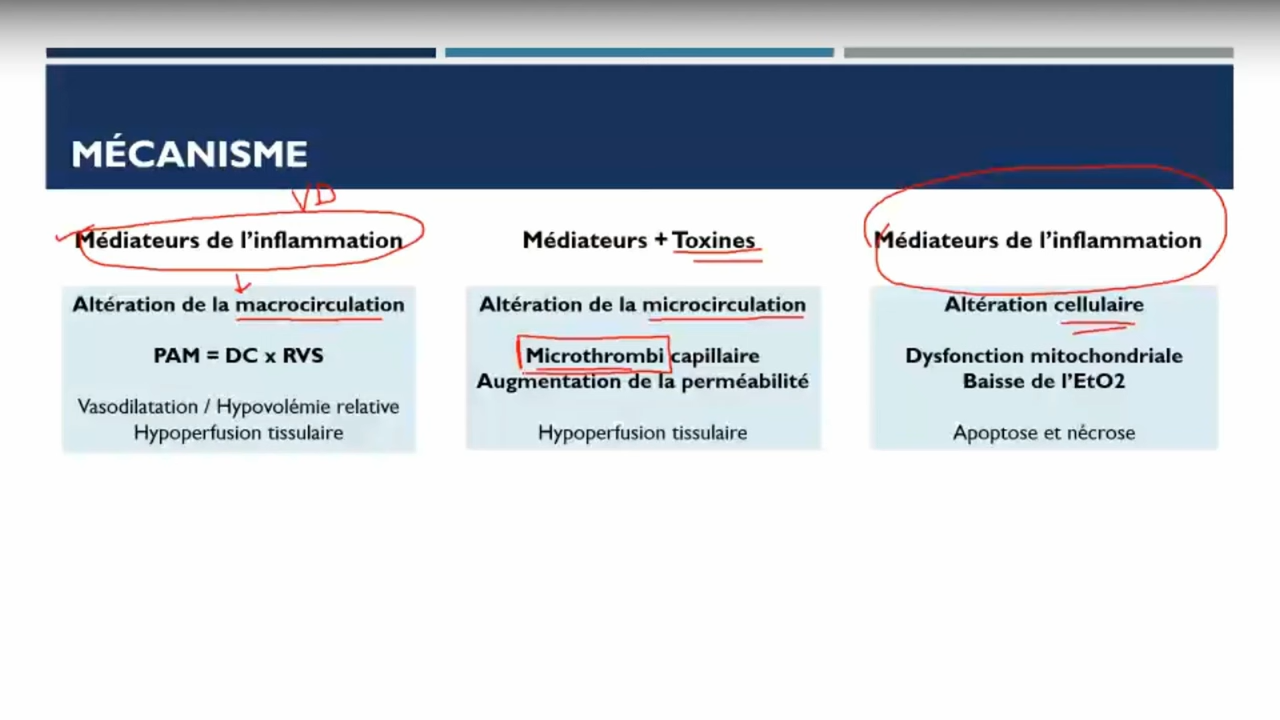 MÉCANISME
VD
Médiateurs de l'inflammation
Altération de la macrocirculation
PAM = DC x RVS
Vasodilatation / Hypovolémie relative
Hypoperfusion tissulaire
Médiateurs + Toxines
Altération de la microcirculation
Microthrombi capillaire
Augmentation de la perméabilité
Hypoperfusion tissulaire
Médiateurs de l'inflammation
Altération cellulaire
Dysfonction mitochondriale
Baisse de l'EtO2
Apoptose et nécrose